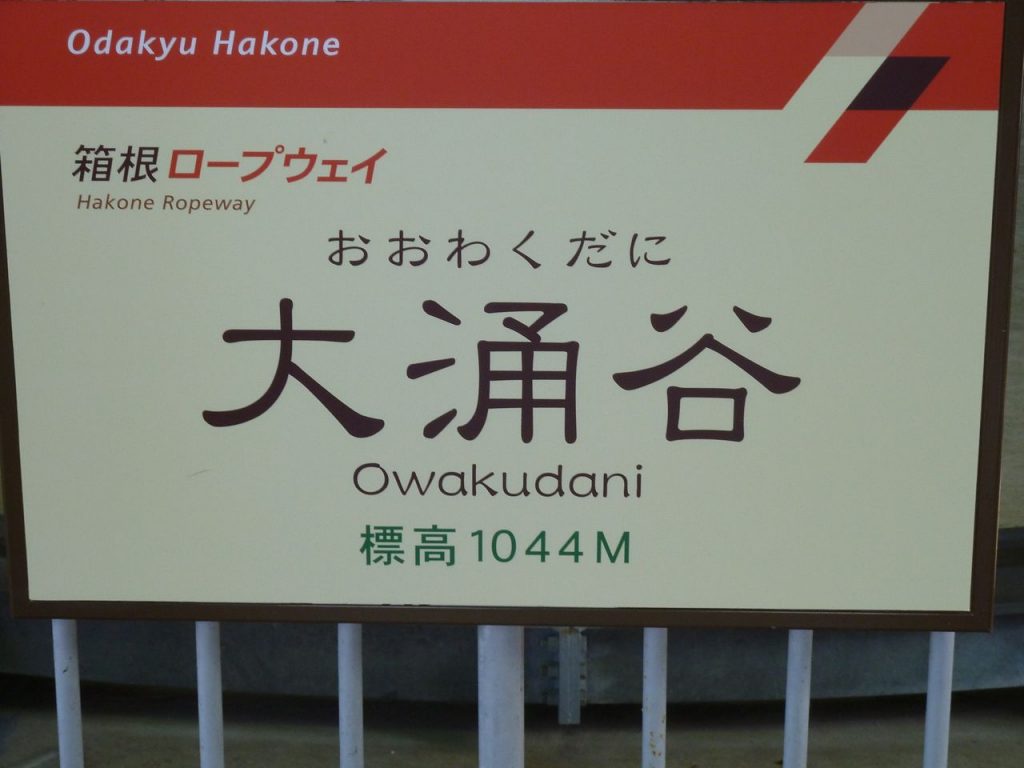 Odakyu Hakone
箱根ロープウェイ
Hakone Ropeway
おおわくだに
大涌谷
Owakudani
標高1044M